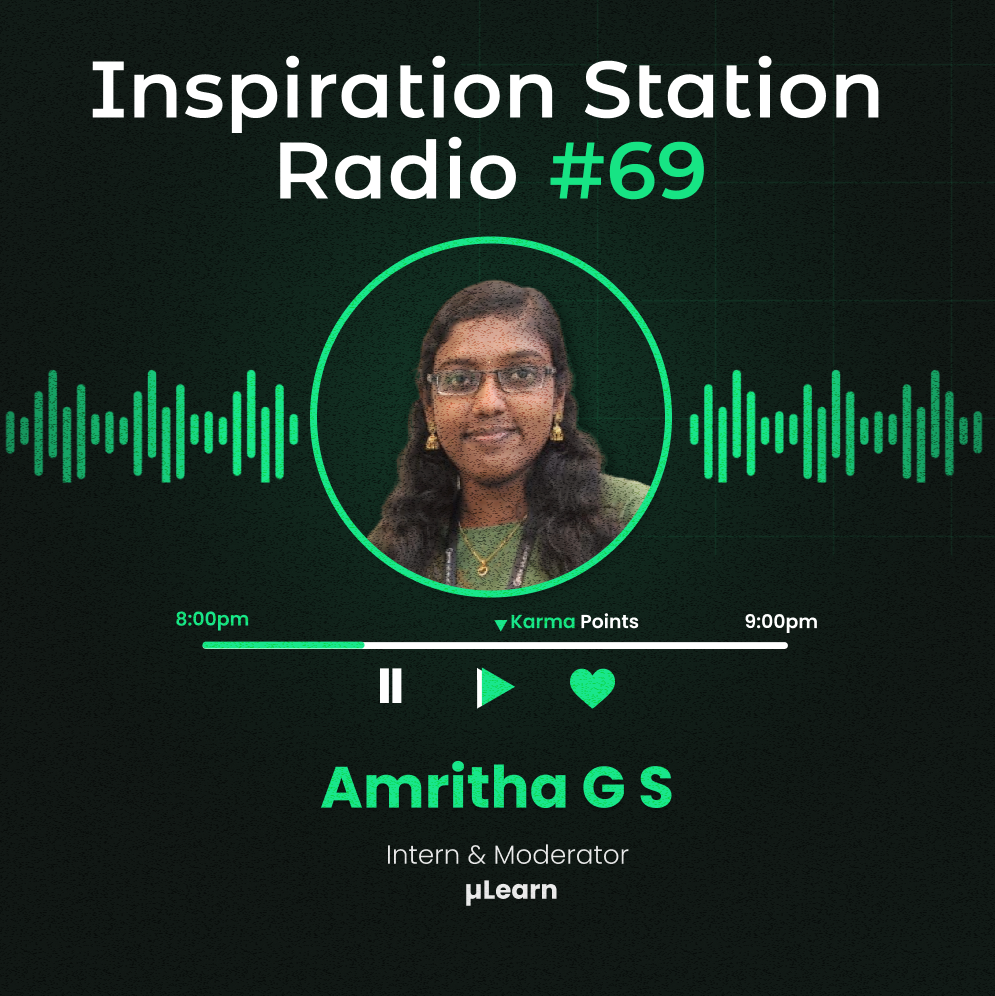 Inspiration Station
Radio #69
8:00pm
Karma Points
9:00pm
Amritha G S
Intern & Moderator
µLearn